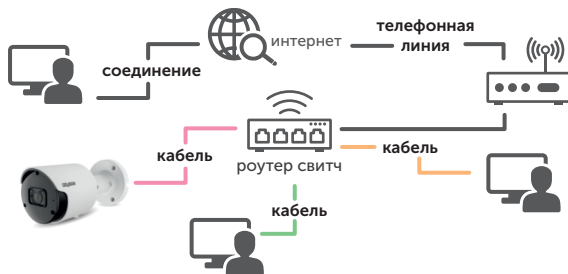 интернет
телефонная
линия
соединение
кабель
роутер свитч
кабель
кабель